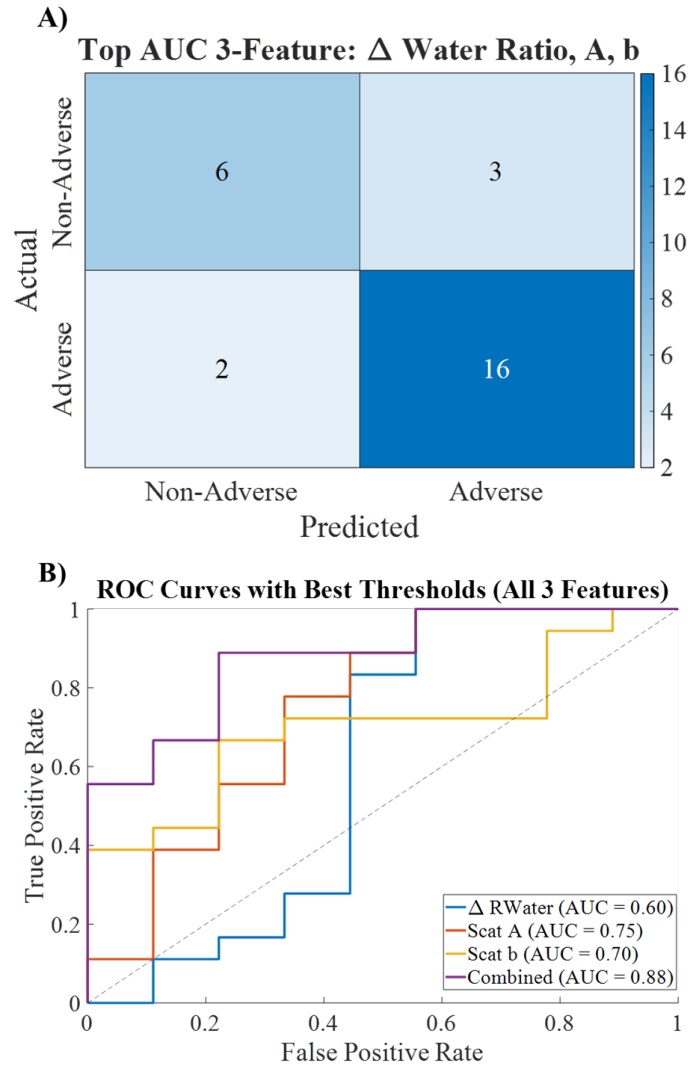 A)
Top AUC 3-Feature: Δ Water Ratio, A, b
Actual
Non-Adverse
Adverse
6
3
2
16
Non-Adverse
Adverse
Predicted
16
14
12
10
8
6
4
2
B)
ROC Curves with Best Thresholds (All 3 Features)
True Positive Rate
1
0.8
0.6
0.4
0.2
0
0
0.2
0.4
0.6
0.8
1
False Positive Rate
Δ RWater (AUC = 0.60)
Scat A (AUC = 0.75)
Scat b (AUC = 0.70)
Combined (AUC = 0.88)